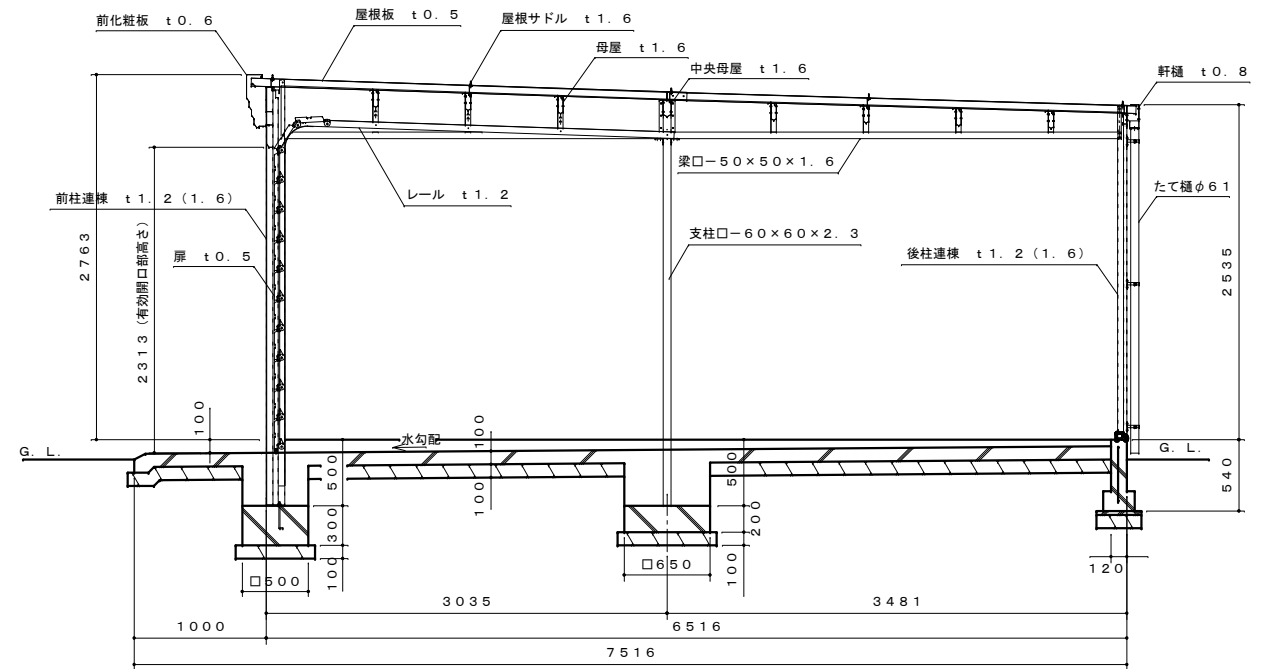 前化粧板　ｔ０．６
屋根板　ｔ０．５
屋根サドル　ｔ１．６
母屋　ｔ１．６
中央母屋　ｔ１．６
軒樋　ｔ０．８
梁口－５０×５０×１．６
レール　ｔ１．２
前柱連棟　ｔ１．２（１．６）
たて樋φ６１
２７６３
２３１３（有効開口部高さ）
扉　ｔ０．５
支柱口－６０×６０×２．３
後柱連棟　ｔ１．２（１．６）
２５３５
１００
水勾配
１００
Ｇ．Ｌ．
Ｇ．Ｌ．
５００
１００
５００
５４０
３００
２００
１００
１００
□５００
□６５０
１２０
３０３５
３４８１
１０００
６５１６
７５１６